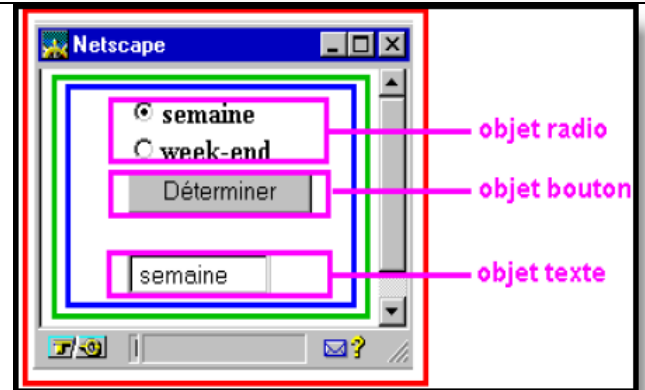 Netscape
semaine
objet radio
week-end
Déterminer
objet bouton
semaine
objet texte